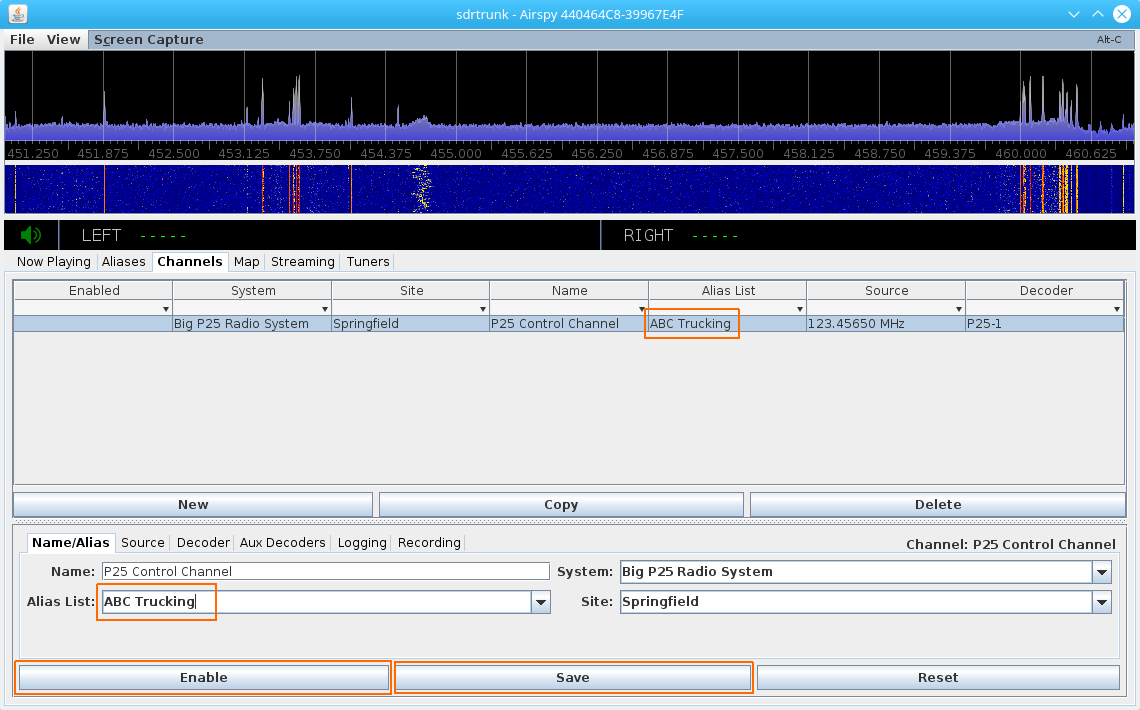 sdrtrunk - Airspy 440464C8-39967E4F
File View Screen Capture Alt-C
451.250 451.875 452.500 453.125 453.750 454.375 455.000 455.625 456.250 456.875 457.500 458.125 458.750 459.375 460.000 460.625
LEFT ----- RIGHT -----
Now Playing Aliases Channels Map Streaming Tuners
Enabled System Site Name Alias List Source Decoder
Big P25 Radio System Springfield P25 Control Channel ABC Trucking 123.45650 MHz P25-1
New Copy Delete
Name/Alias Source Decoder Aux Decoders Logging Recording Channel: P25 Control Channel
Name: P25 Control Channel System: Big P25 Radio System
Alias List: ABC Trucking Site: Springfield
Enable Save Reset